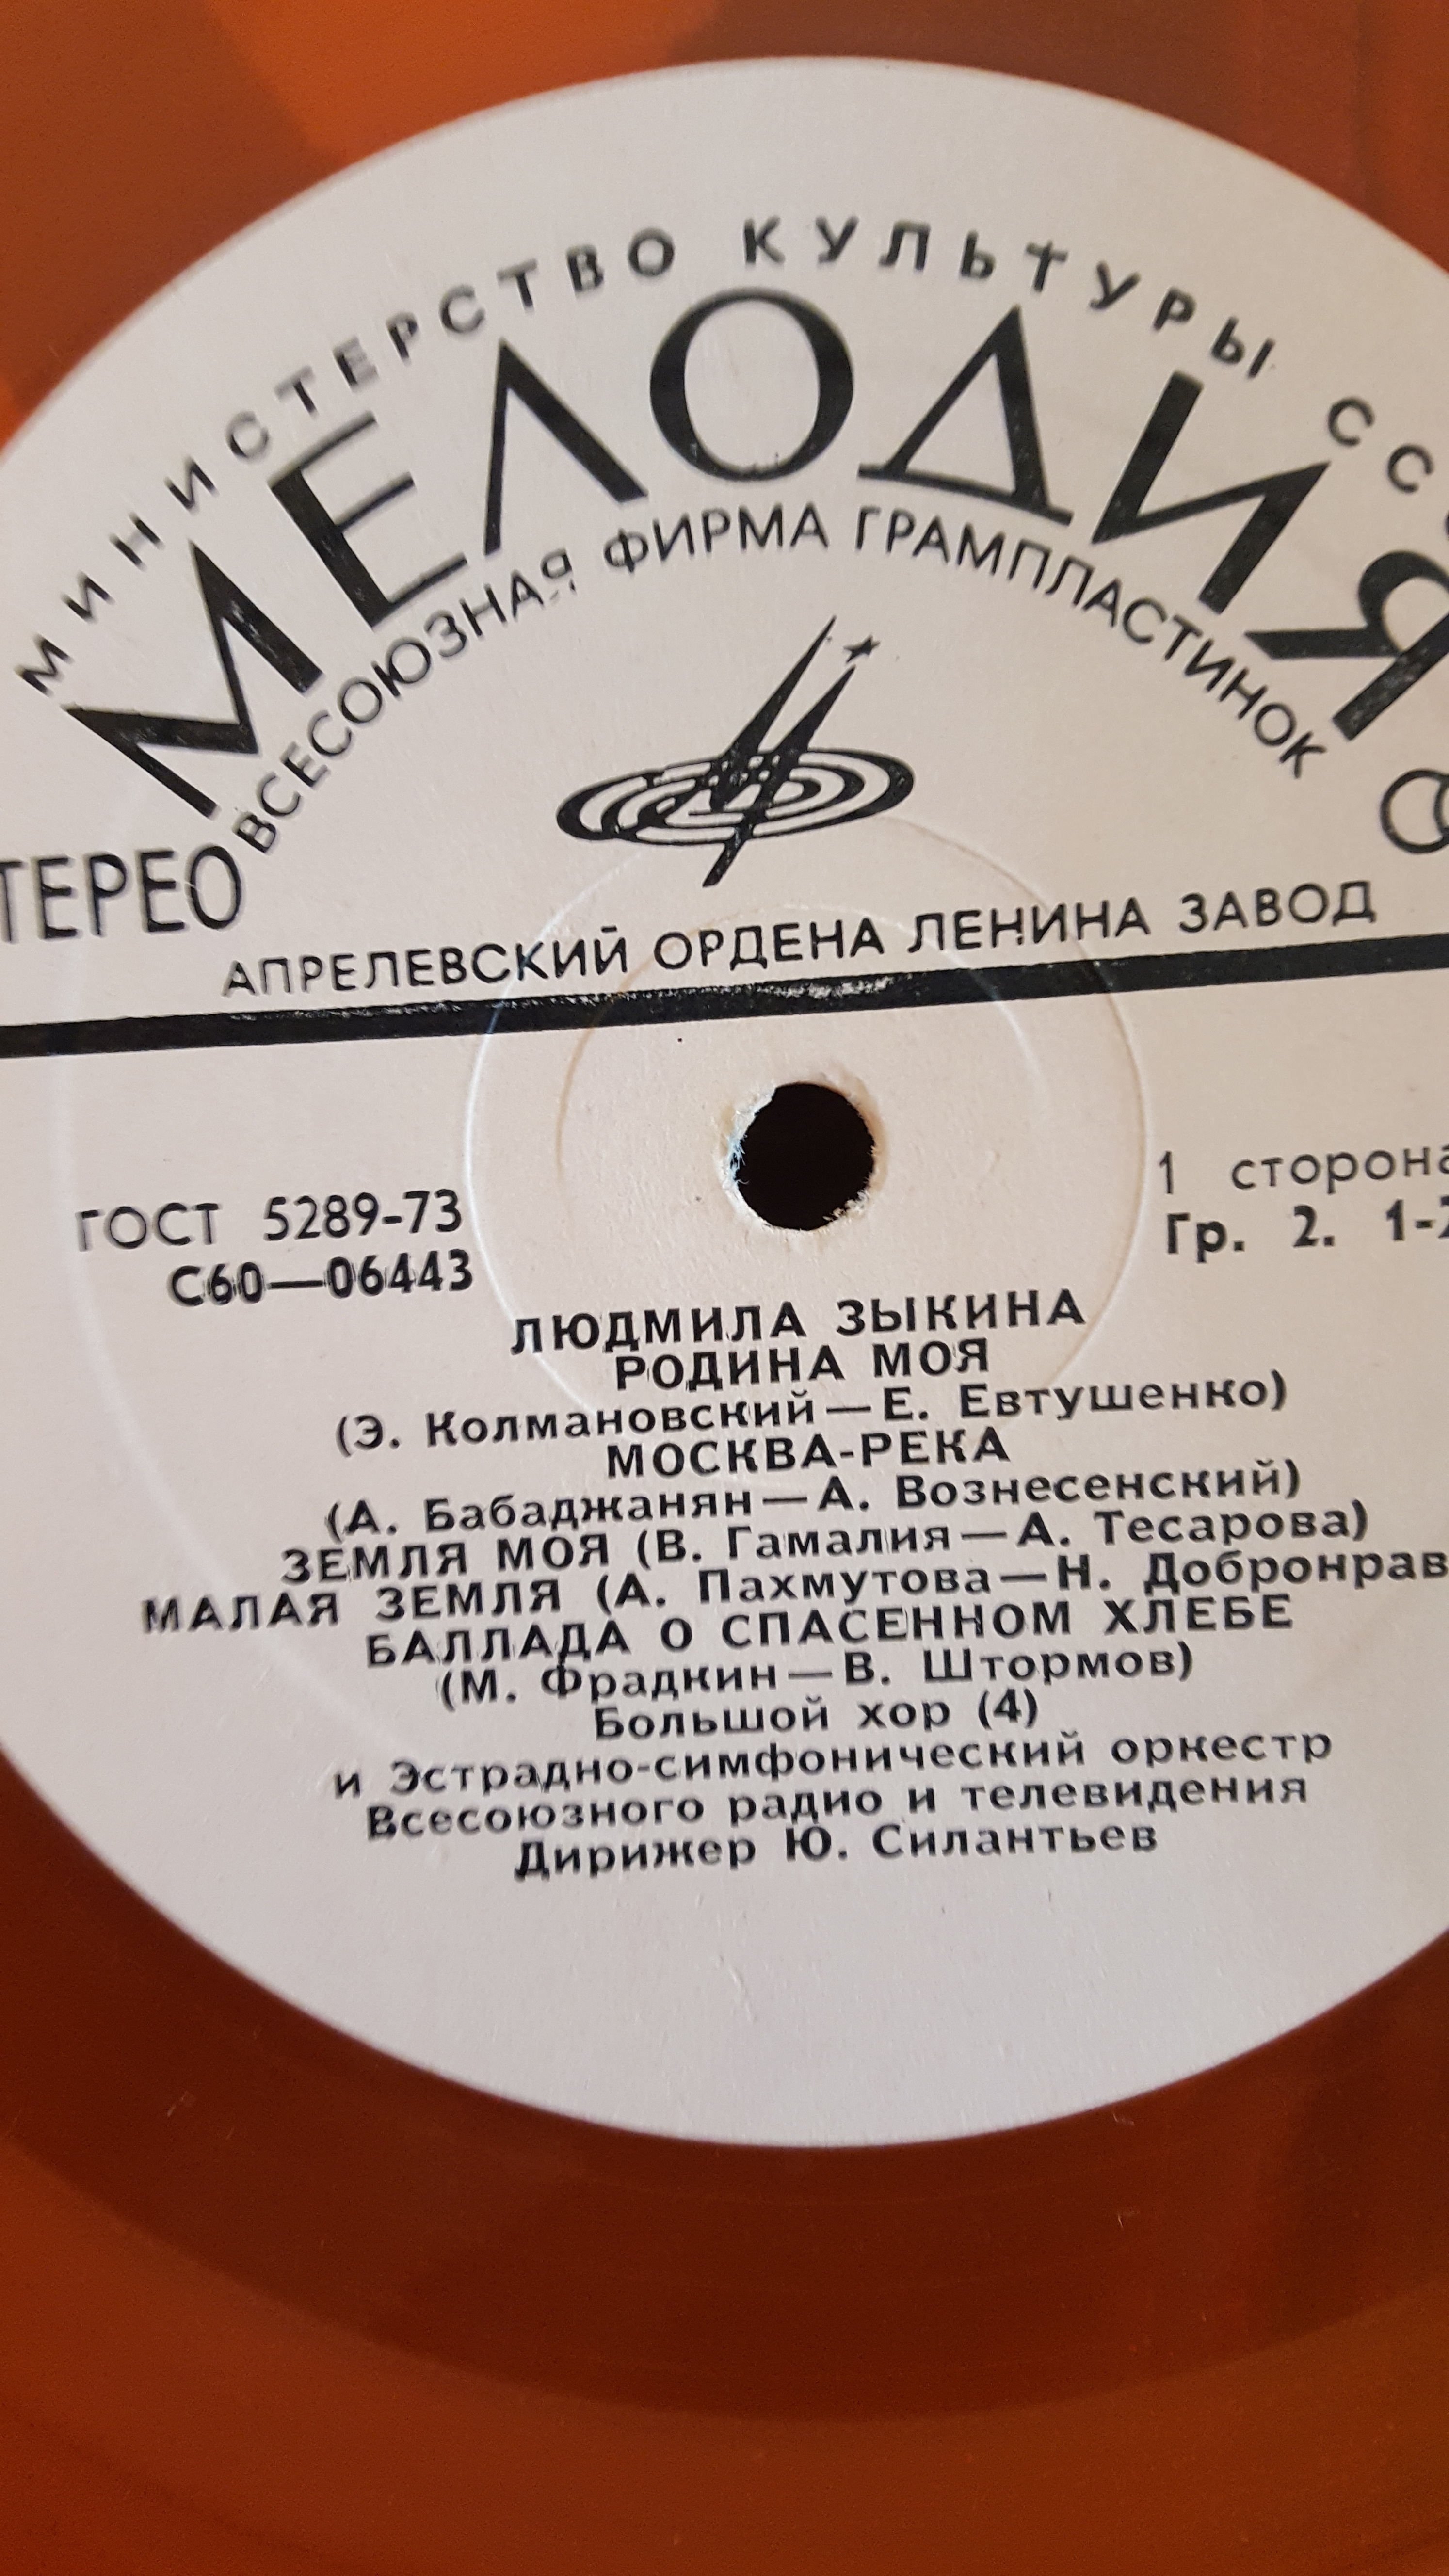 МИНИСТЕРСТВО КУЛЬТУРЫ
МЕЛОДИЯ
ВСЕСОЮЗНАЯ ФИРМА ГРАМПЛАСТИНОК
ТЕРЕО
АПРЕЛЕВСКИЙ ОРДЕНА ЛЕНИНА ЗАВОД
ГОСТ 5289-73
1 сторона
С60—06443
Гр. 2.
ЛЮДМИЛА ЗЫКИНА
РОДИНА МОЯ
(Э. Колмановский—Е. Евтушенко)
МОСКВА-РЕКА
(А. Бабаджанян—А. Вознесенский)
ЗЕМЛЯ МОЯ (В. Гамалия—А. Тесарова)
МАЛАЯ ЗЕМЛЯ (А. Пахмутова—Н. Добронрав
БАЛЛАДА О СПАСЕННОМ ХЛЕБЕ
(М. Фрадкин—В. Штормов)
Большой хор (4)
и Эстрадно-симфонический оркестр
Всесоюзного радио и телевидения
Дирижер Ю. Силантьев